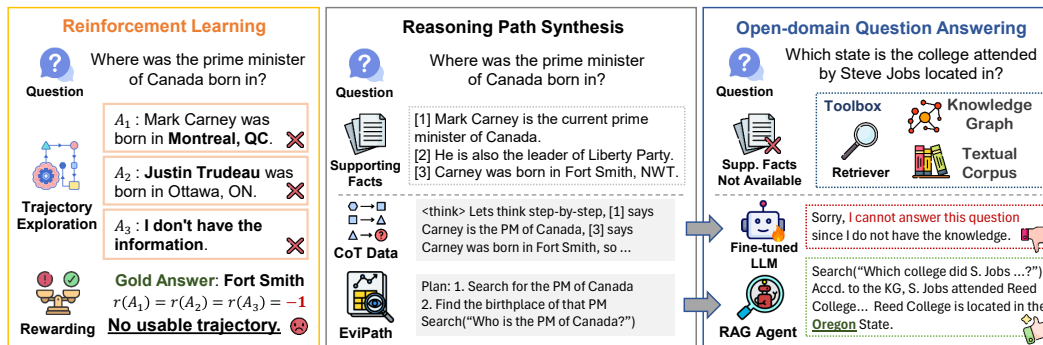 Reinforcement Learning
Question
Where was the prime minister
of Canada born in?
Trajectory
Exploration
A₁ : Mark Carney was
born in Montreal, QC.
A₂ : Justin Trudeau was
born in Ottawa, ON.
A₃ : I don't have the
information.
Rewarding
Gold Answer: Fort Smith
r(A₁) = r(A₂) = r(A₃) = −1
No usable trajectory.
Reasoning Path Synthesis
Question
Where was the prime minister
of Canada born in?
Supporting
Facts
[1] Mark Carney is the current prime
minister of Canada.
[2] He is also the leader of Liberty Party.
[3] Carney was born in Fort Smith, NWT.
CoT Data
<think> Lets think step-by-step, [1] says
Carney is the PM of Canada, [3] says
Carney was born in Fort Smith, so ...
EviPath
Plan: 1. Search for the PM of Canada
2. Find the birthplace of that PM
Search("Who is the PM of Canada?")
Open-domain Question Answering
Question
Which state is the college attended
by Steve Jobs located in?
Supp. Facts
Not Available
Toolbox
Retriever
Knowledge
Graph
Textual
Corpus
Fine-tuned
LLM
Sorry, I cannot answer this question
since I do not have the knowledge.
RAG Agent
Search("Which college did S. Jobs ...?")
Accd. to the KG, S. Jobs attended Reed
College... Reed College is located in the
Oregon State.